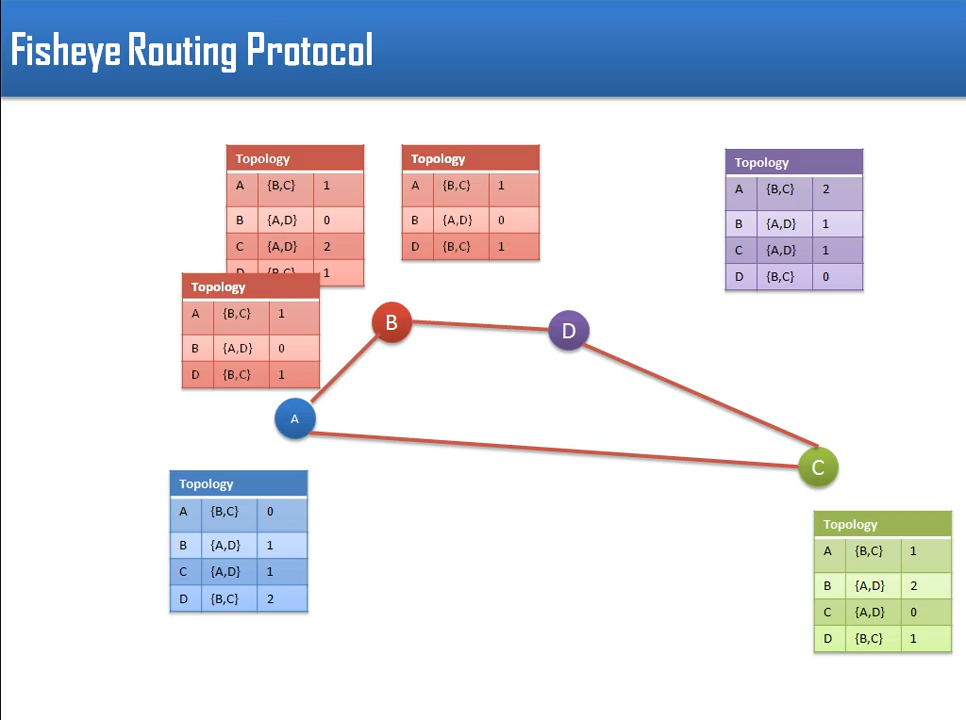 Fisheye Routing Protocol
Topology
A {B,C} 1
B {A,D} 0
C {A,D} 2
D {B,C} 1
Topology
A {B,C} 1
B {A,D} 0
D {B,C} 1
Topology
A {B,C} 2
B {A,D} 1
C {A,D} 1
D {B,C} 0
Topology
A {B,C} 1
B {A,D} 0
D {B,C} 1
B
D
A
C
Topology
A {B,C} 0
B {A,D} 1
C {A,D} 1
D {B,C} 2
Topology
A {B,C} 1
B {A,D} 2
C {A,D} 0
D {B,C} 1